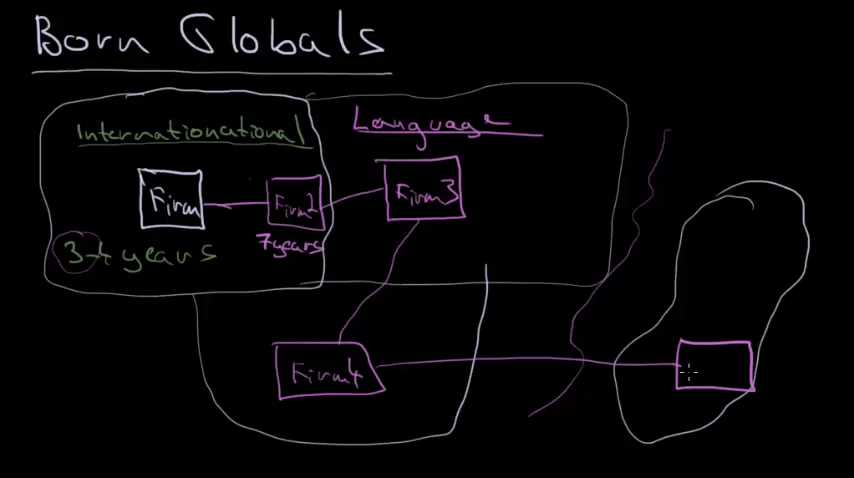 Born Globals
Internationational
Language
Firm
Firm2
Firm3
3-4 years
7years
Firm4